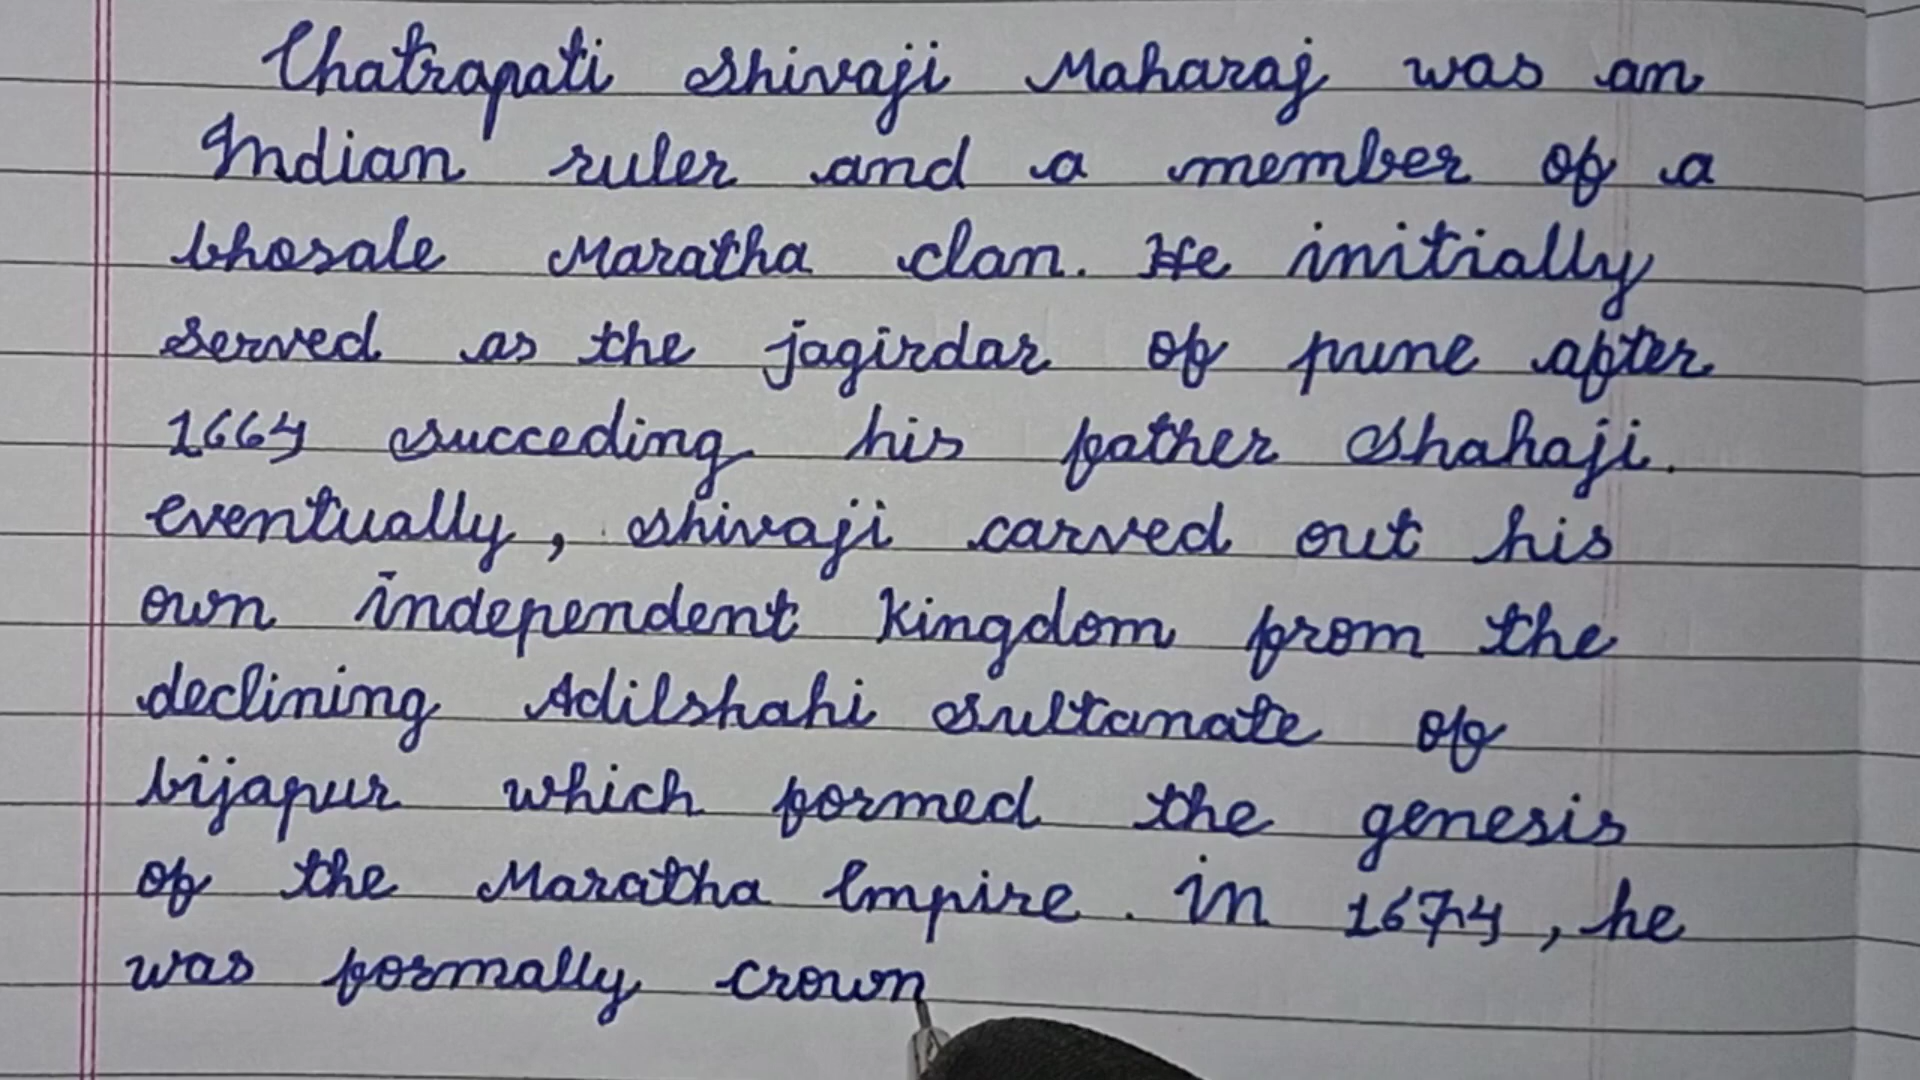 Chatrapati Shivaji Maharaj was an
Indian ruler and a member of a
bhosale Maratha clan. He initially
served as the jagirdar of pune after
1664 succeding his father Shahaji.
eventually, Shivaji carved out his
own independent kingdom from the
declining Adilshahi Sultanate of
bijapur which formed the genesis
of the Maratha Empire. in 1674, he
was formally crown